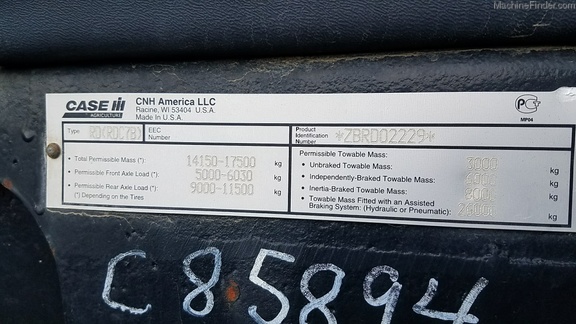 MachineFinder.com
CASE IH
AGRICULTURE
CNH America LLC
Racine, WI 53404 U.S.A.
Made in U.S.A.
MP04
Type
EEC
Number
Product
Identification
Number
*ZBRD02229*
• Total Permissible Mass (*): 14150-17500 kg
• Permissible Front Axle Load (*): 5000-6030 kg
• Permissible Rear Axle Load (*): 9000-11500 kg
(*) Depending on the Tires
Permissible Towable Mass:
• Unbraked Towable Mass: 3000 kg
• Independently-Braked Towable Mass: kg
• Inertia-Braked Towable Mass: kg
• Towable Mass Fitted with an Assisted
Braking System: (Hydraulic or Pneumatic): kg
C85894